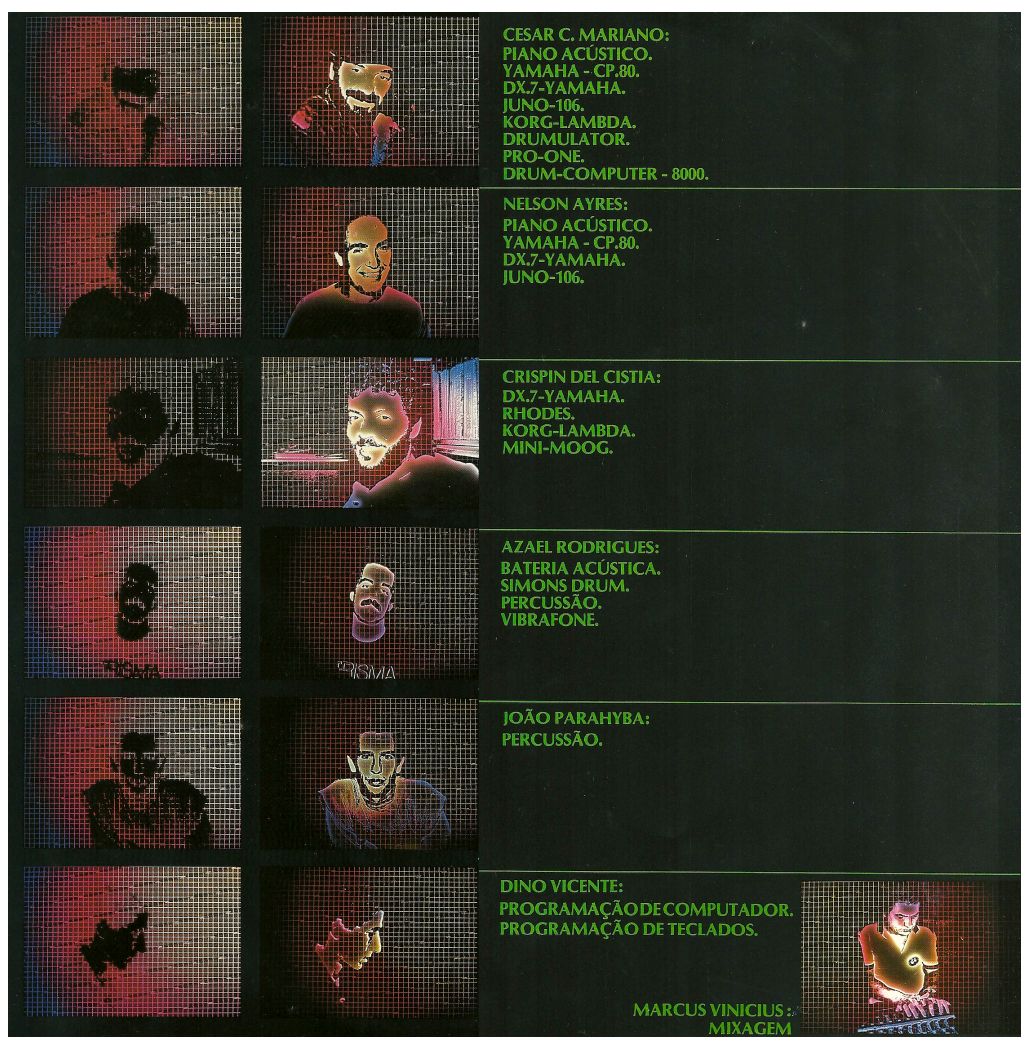 CESAR C. MARIANO:
PIANO ACÚSTICO.
YAMAHA - CP.80.
DX.7-YAMAHA.
JUNO-106.
KORG-LAMBDA.
DRUMULATOR.
PRO-ONE.
DRUM-COMPUTER - 8000.
NELSON AYRES:
PIANO ACÚSTICO.
YAMAHA - CP.80.
DX.7-YAMAHA.
JUNO-106.
CRISPIN DEL CISTIA:
DX.7-YAMAHA.
RHODES.
KORG-LAMBDA.
MINI-MOOG.
AZAEL RODRIGUES:
BATERIA ACÚSTICA.
SIMONS DRUM.
PERCUSSÃO.
VIBRAFONE.
PRISMA
PRISMA
JOÃO PARAHYBA:
PERCUSSÃO.
DINO VICENTE:
PROGRAMAÇÃO DE COMPUTADOR.
PROGRAMAÇÃO DE TECLADOS.
MARCUS VINICIUS :
MIXAGEM